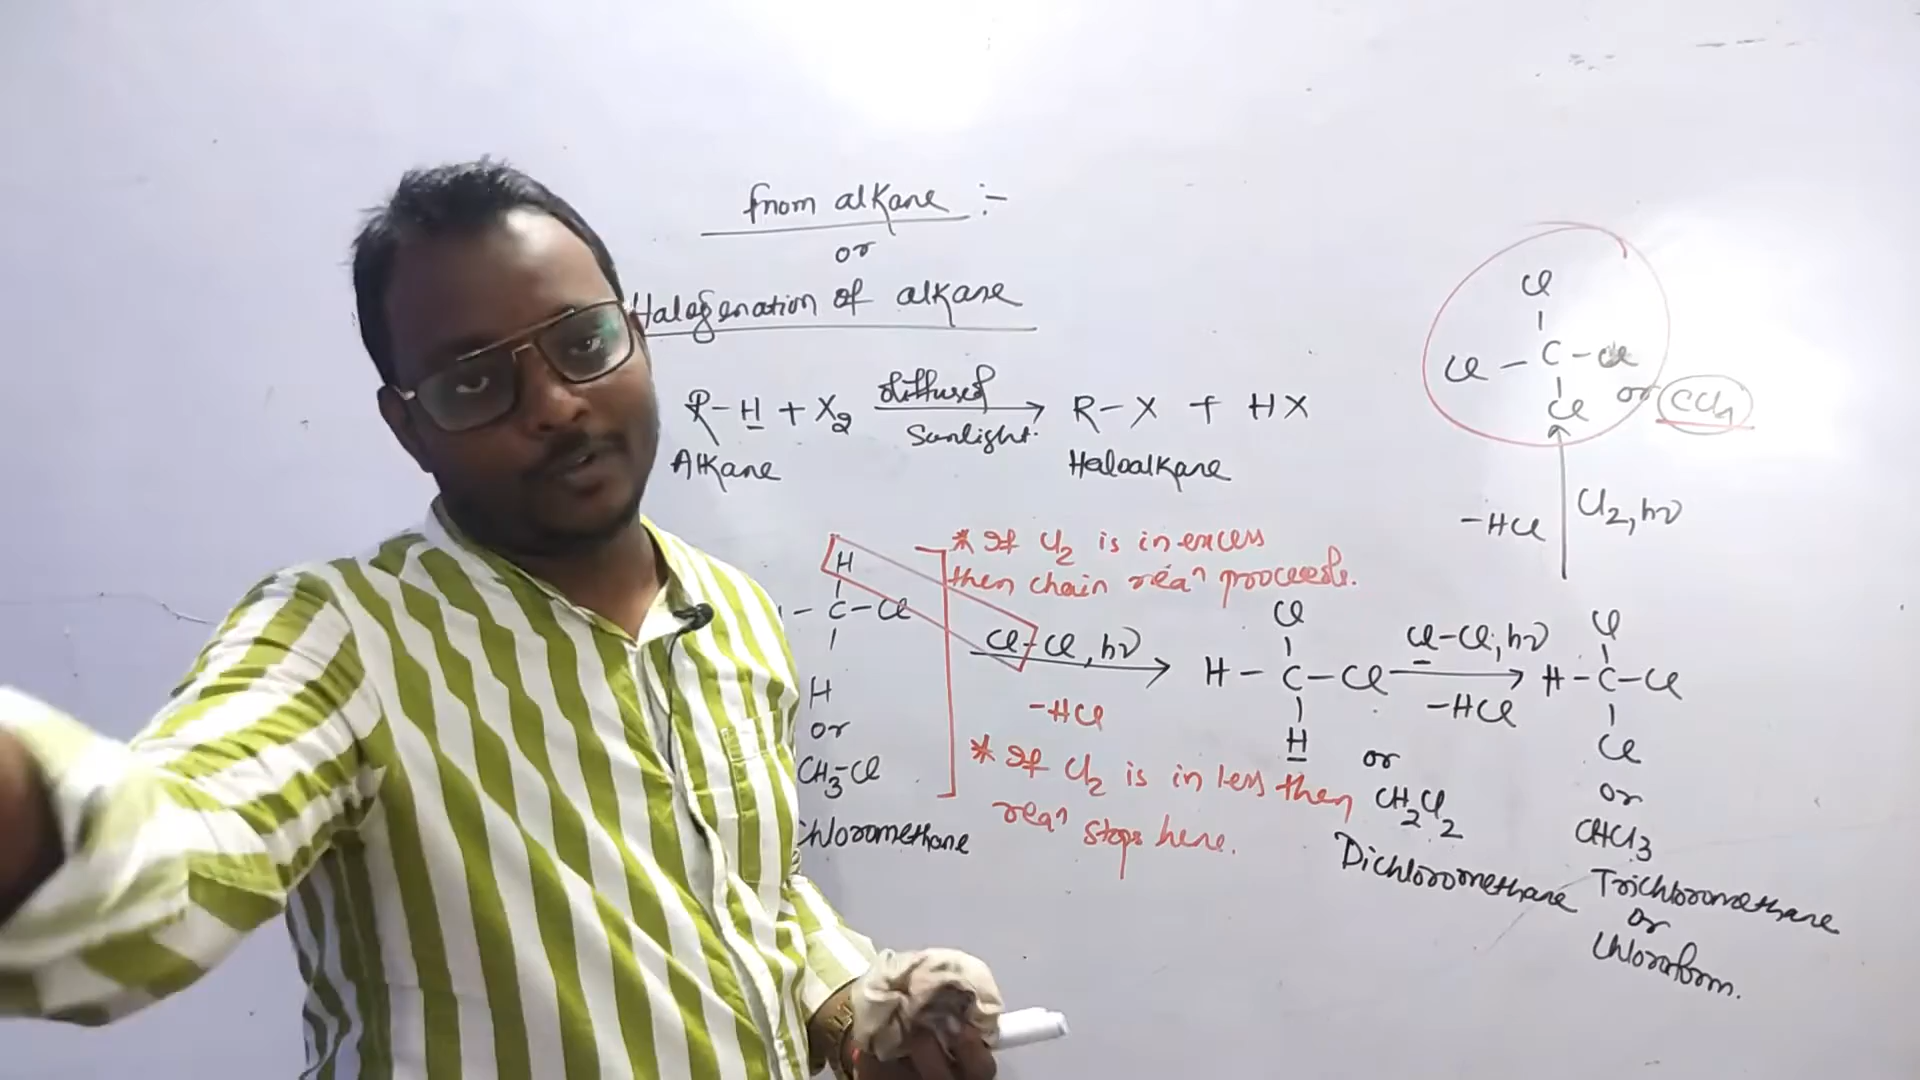 from alkane :-
or
Halogenation of alkane
R-H + X2 diffused Sunlight. R-X + HX
Alkane Haloalkane
Cl
Cl - C - Cl
Cl or CCl4
-HCl Cl2, hν
* If Cl2 is in excess
then chain reaⁿ proceeds.
H
- C - Cl
H
or
CH3-Cl
chloromethane
Cl-Cl, hν
-HCl
* If Cl2 is in less then
reaⁿ stops here.
Cl
H - C - Cl
H
or
CH2Cl2
Dichloromethane
Cl-Cl, hν
-HCl
Cl
H - C - Cl
Cl
or
CHCl3
Trichloromethane
or
Chloroform.